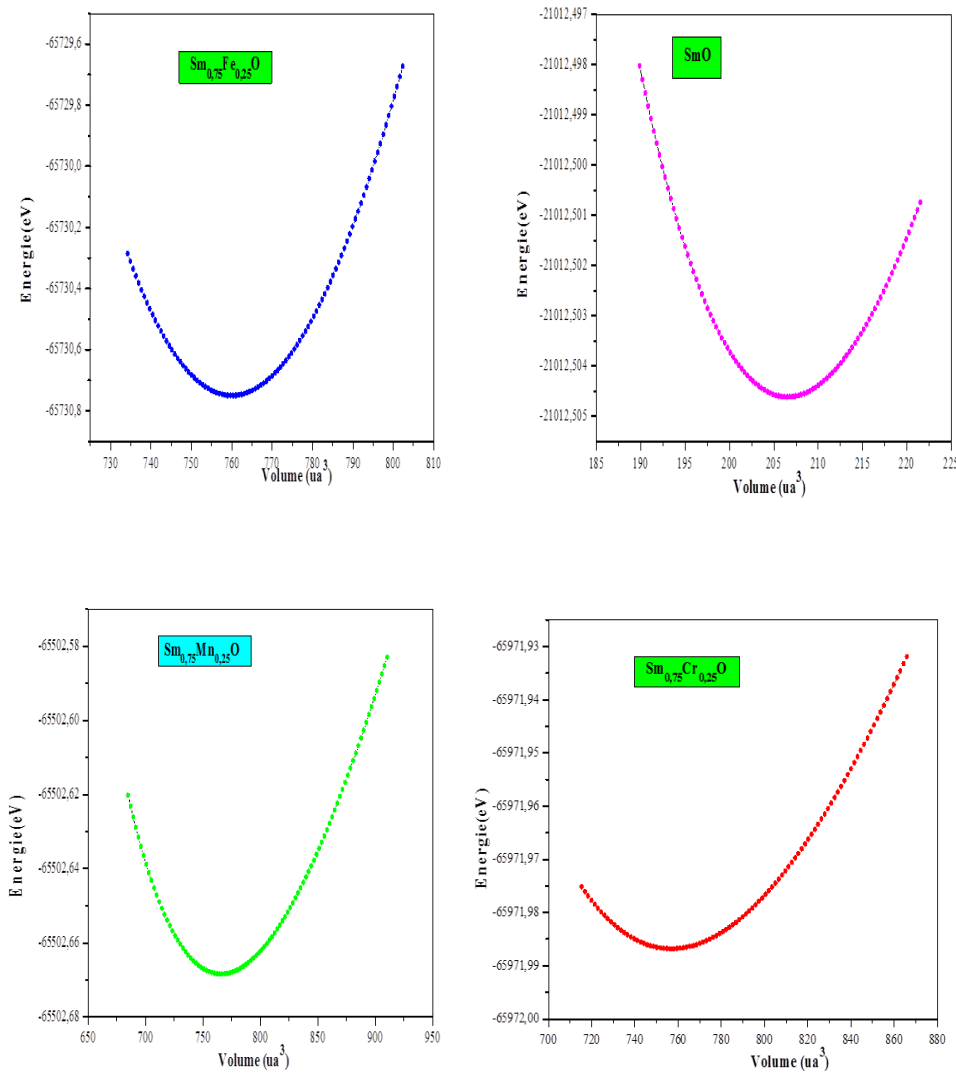 Sm0,75Fe0,25O
Energie(eV)
-65729,6
-65729,8
-65730,0
-65730,2
-65730,4
-65730,6
-65730,8
730 740 750 760 770 780 790 800 810
Volume (ua3)
SmO
Energie(eV)
-21012,497
-21012,498
-21012,499
-21012,500
-21012,501
-21012,502
-21012,503
-21012,504
-21012,505
185 190 195 200 205 210 215 220 225
Volume (ua3)
Sm0,75Mn0,25O
Energie(eV)
-65502,58
-65502,60
-65502,62
-65502,64
-65502,66
-65502,68
650 700 750 800 850 900 950
Volume (ua3)
Sm0,75Cr0,25O
Energie(eV)
-65971,93
-65971,94
-65971,95
-65971,96
-65971,97
-65971,98
-65971,99
-65972,00
700 720 740 760 780 800 820 840 860 880
Volume (ua3)